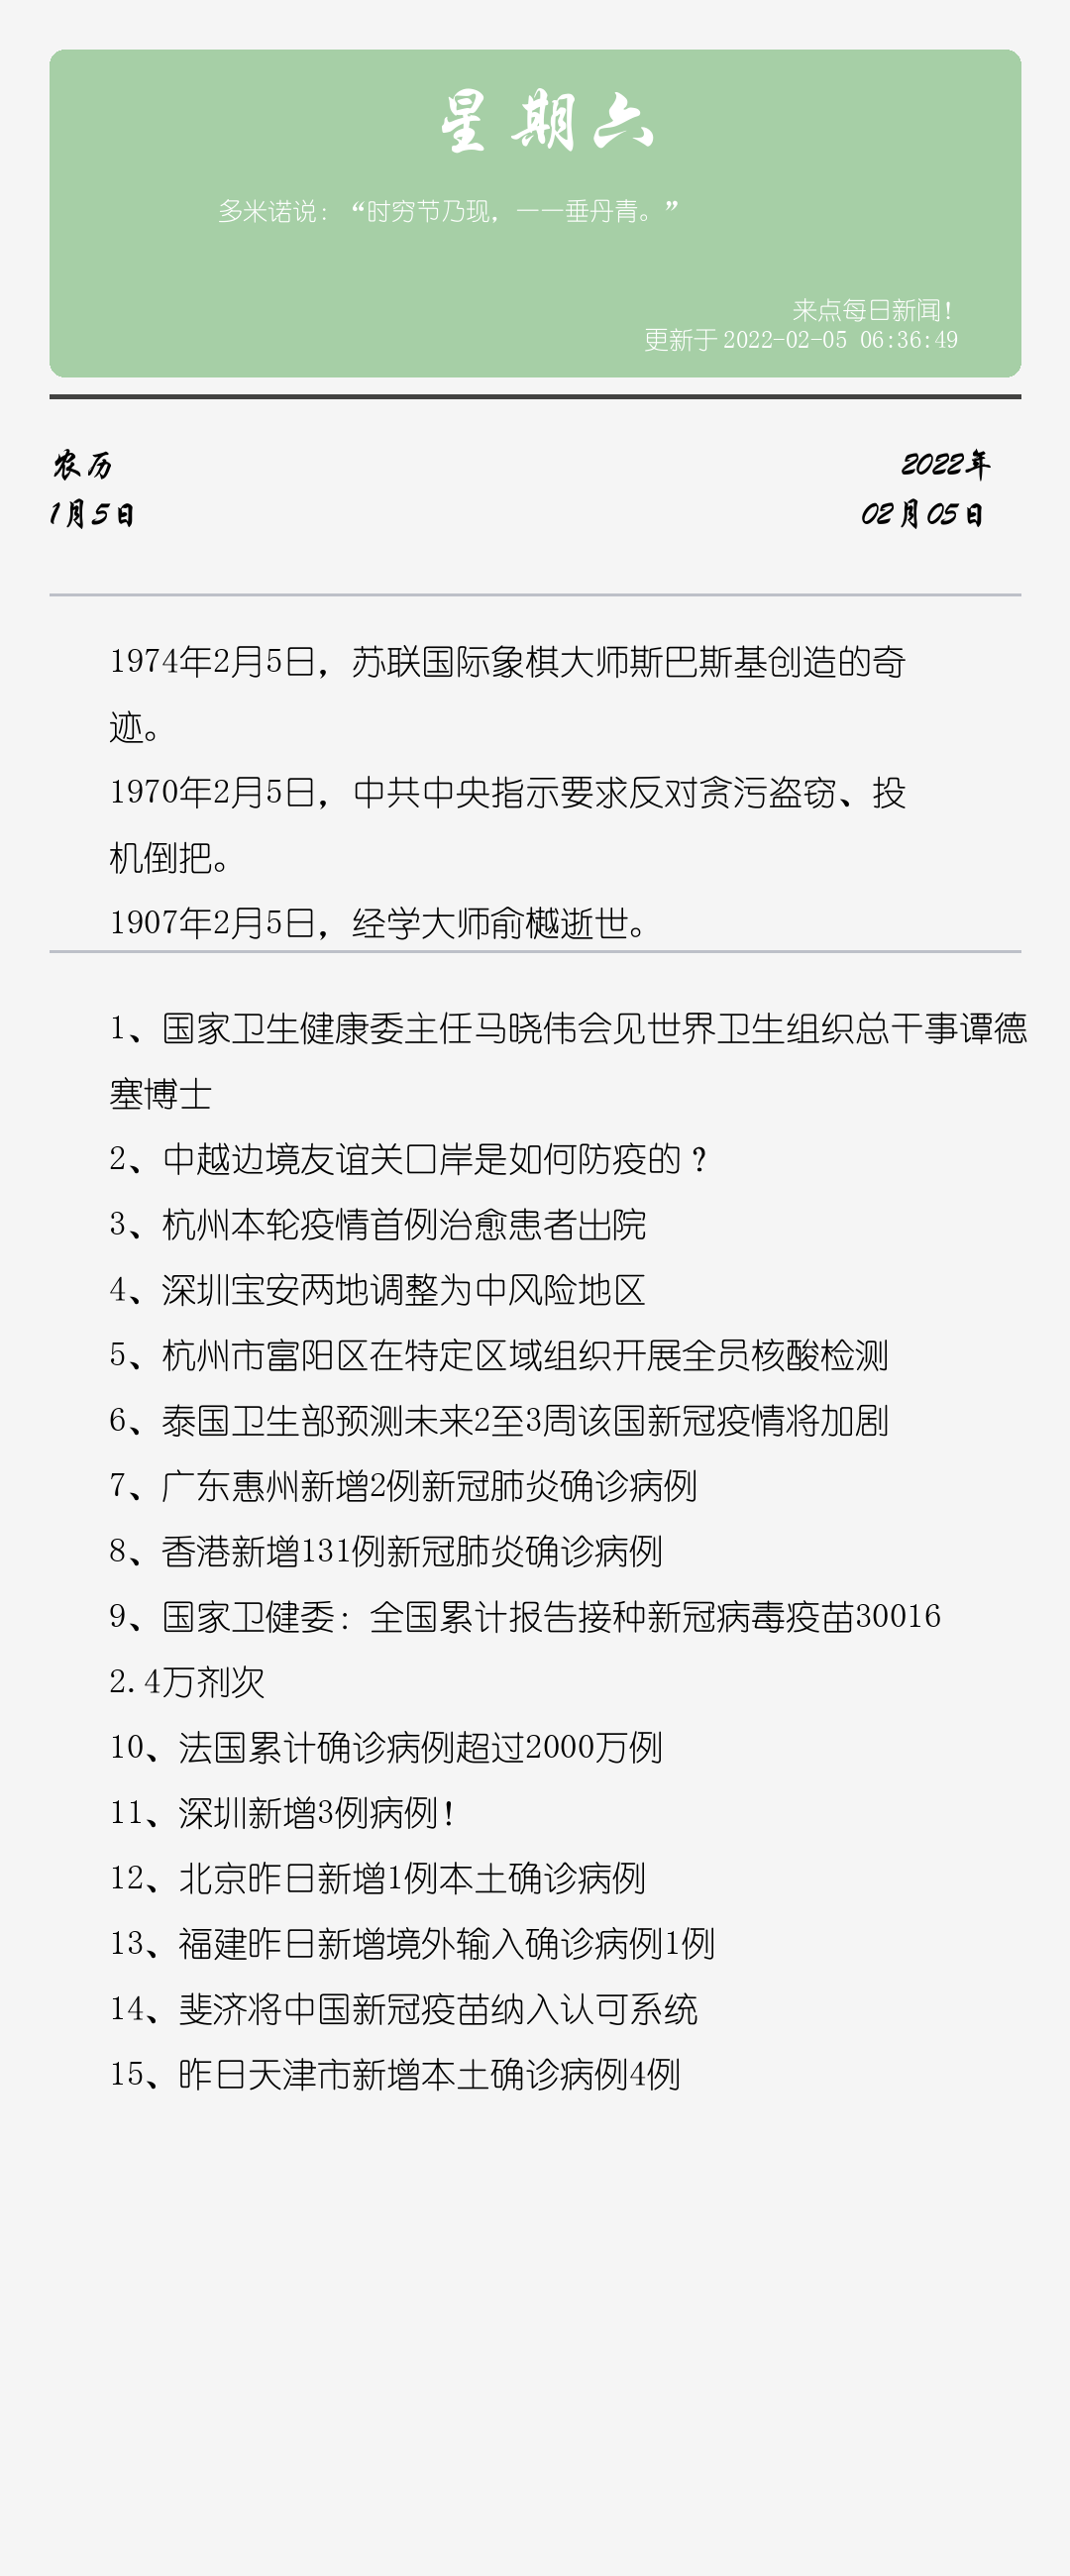 星期六
多米诺说：“时穷节乃现，一一垂丹青。”
来点每日新闻！
更新于 2022-02-05 06:36:49
农历
2022年
1月5日
02月05日
1974年2月5日，苏联国际象棋大师斯巴斯基创造的奇
迹。
1970年2月5日，中共中央指示要求反对贪污盗窃、投
机倒把。
1907年2月5日，经学大师俞樾逝世。
1、国家卫生健康委主任马晓伟会见世界卫生组织总干事谭德
塞博士
2、中越边境友谊关口岸是如何防疫的？
3、杭州本轮疫情首例治愈患者出院
4、深圳宝安两地调整为中风险地区
5、杭州市富阳区在特定区域组织开展全员核酸检测
6、泰国卫生部预测未来2至3周该国新冠疫情将加剧
7、广东惠州新增2例新冠肺炎确诊病例
8、香港新增131例新冠肺炎确诊病例
9、国家卫健委：全国累计报告接种新冠病毒疫苗30016
2.4万剂次
10、法国累计确诊病例超过2000万例
11、深圳新增3例病例！
12、北京昨日新增1例本土确诊病例
13、福建昨日新增境外输入确诊病例1例
14、斐济将中国新冠疫苗纳入认可系统
15、昨日天津市新增本土确诊病例4例